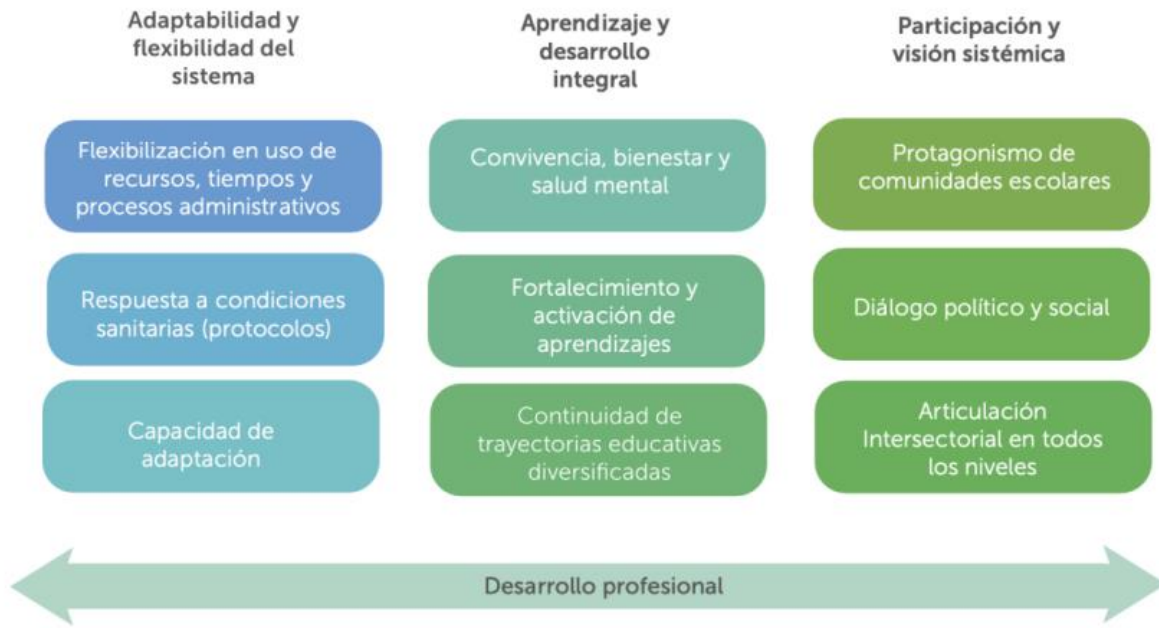 Adaptabilidad y
flexibilidad del
sistema
Flexibilización en uso de
recursos, tiempos y
procesos administrativos
Respuesta a condiciones
sanitarias (protocolos)
Capacidad de
adaptación
Aprendizaje y
desarrollo
integral
Convivencia, bienestar y
salud mental
Fortalecimiento y
activación de
aprendizajes
Continuidad de
trayectorias educativas
diversificadas
Participación y
visión sistémica
Protagonismo de
comunidades escolares
Diálogo político y social
Articulación
Intersectorial en todos
los niveles
Desarrollo profesional